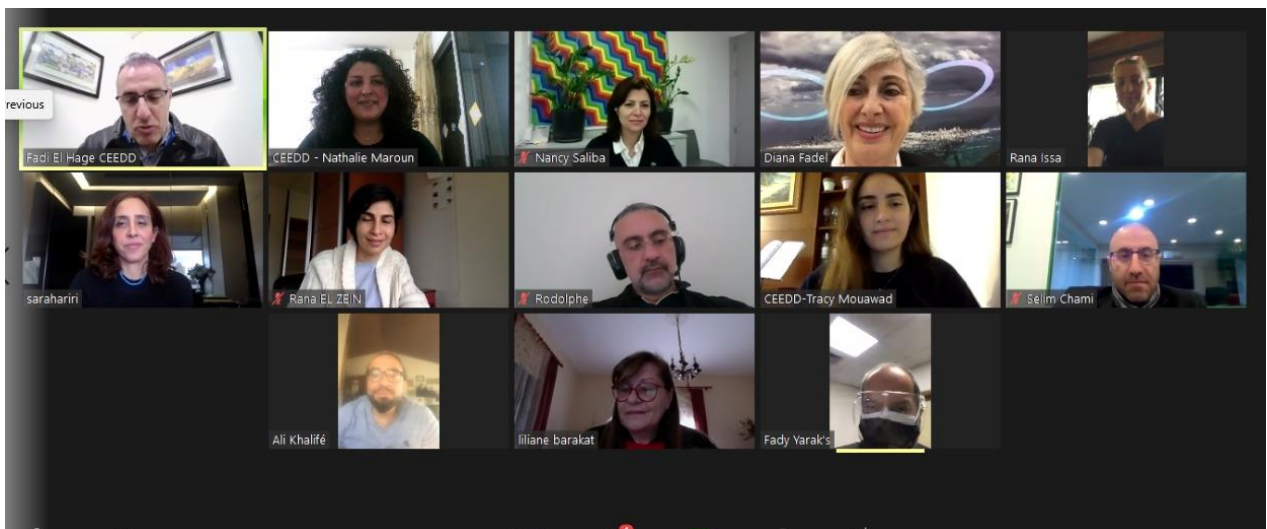 revious
Fadi El Hage CEEDD
CEEDD - Nathalie Maroun
Nancy Saliba
Diana Fadel
Rana Issa
sarahariri
Rana EL ZEIN
Rodolphe
CEEDD-Tracy Mouawad
Selim Chami
Ali Khalifé
liliane barakat
Fady Yarak's